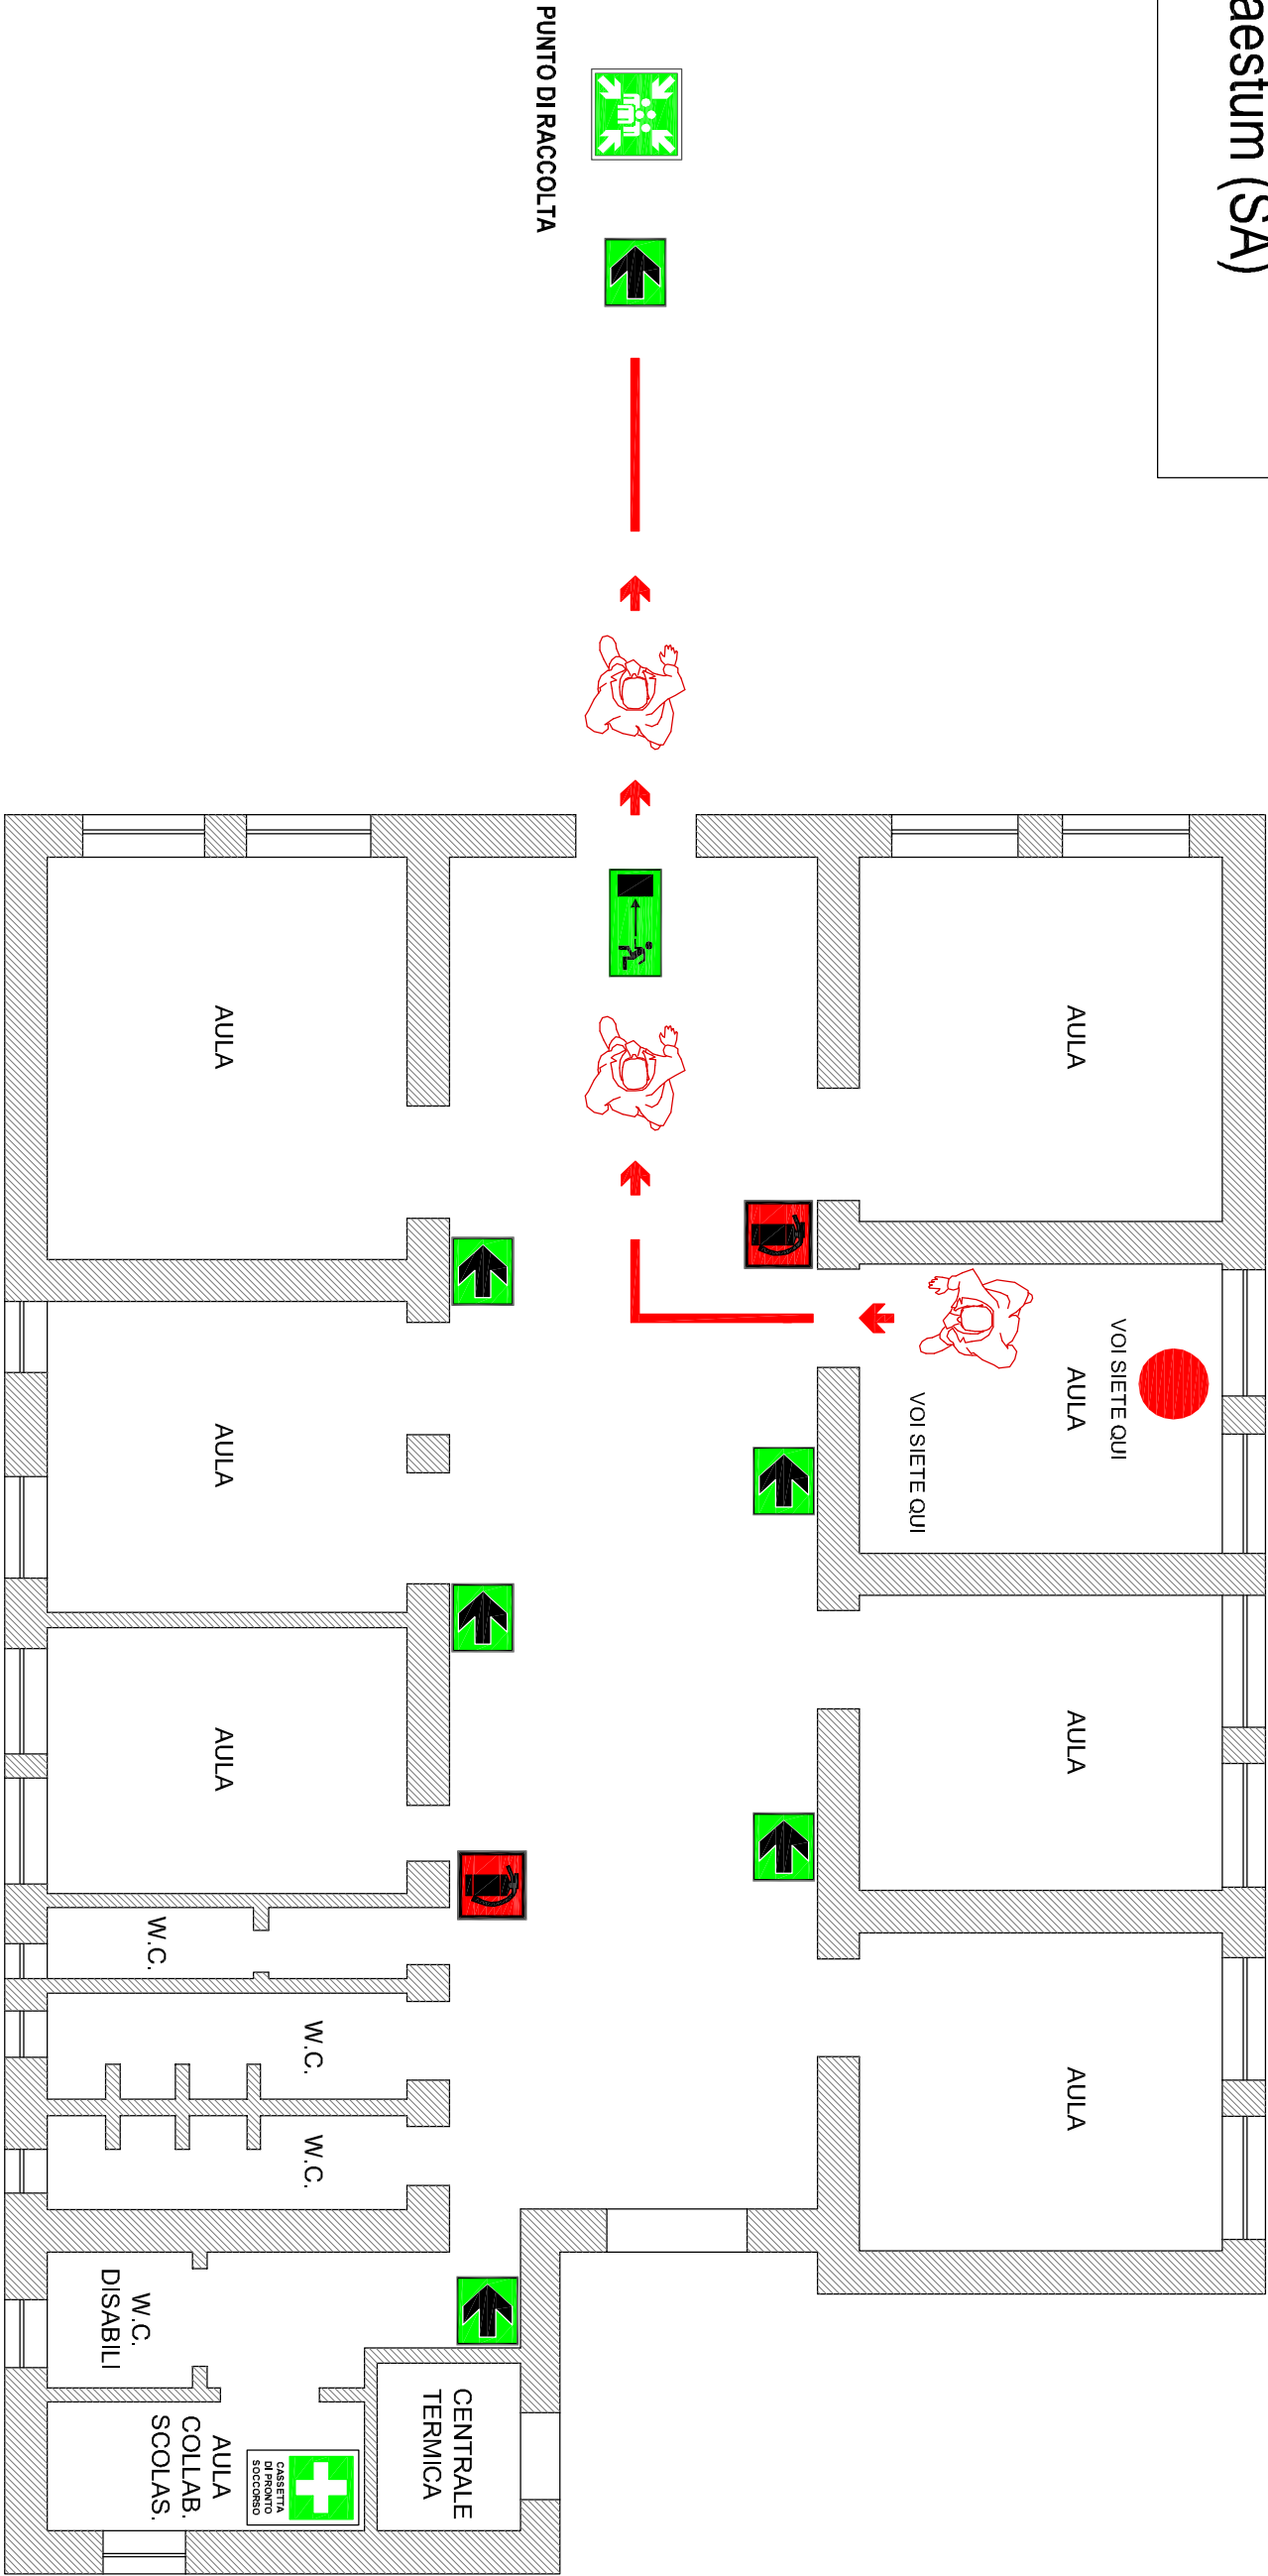 aestum (SA)
PUNTO DI RACCOLTA
AULA
AULA
VOI SIETE QUI
AULA
VOI SIETE QUI
AULA
AULA
AULA
AULA
W.C.
W.C.
AULA
W.C.
W.C.
DISABILI
CENTRALE
TERMICA
AULA
COLLAB.
SCOLAS.
CASSETTA
DI PRONTO
SOCCORSO